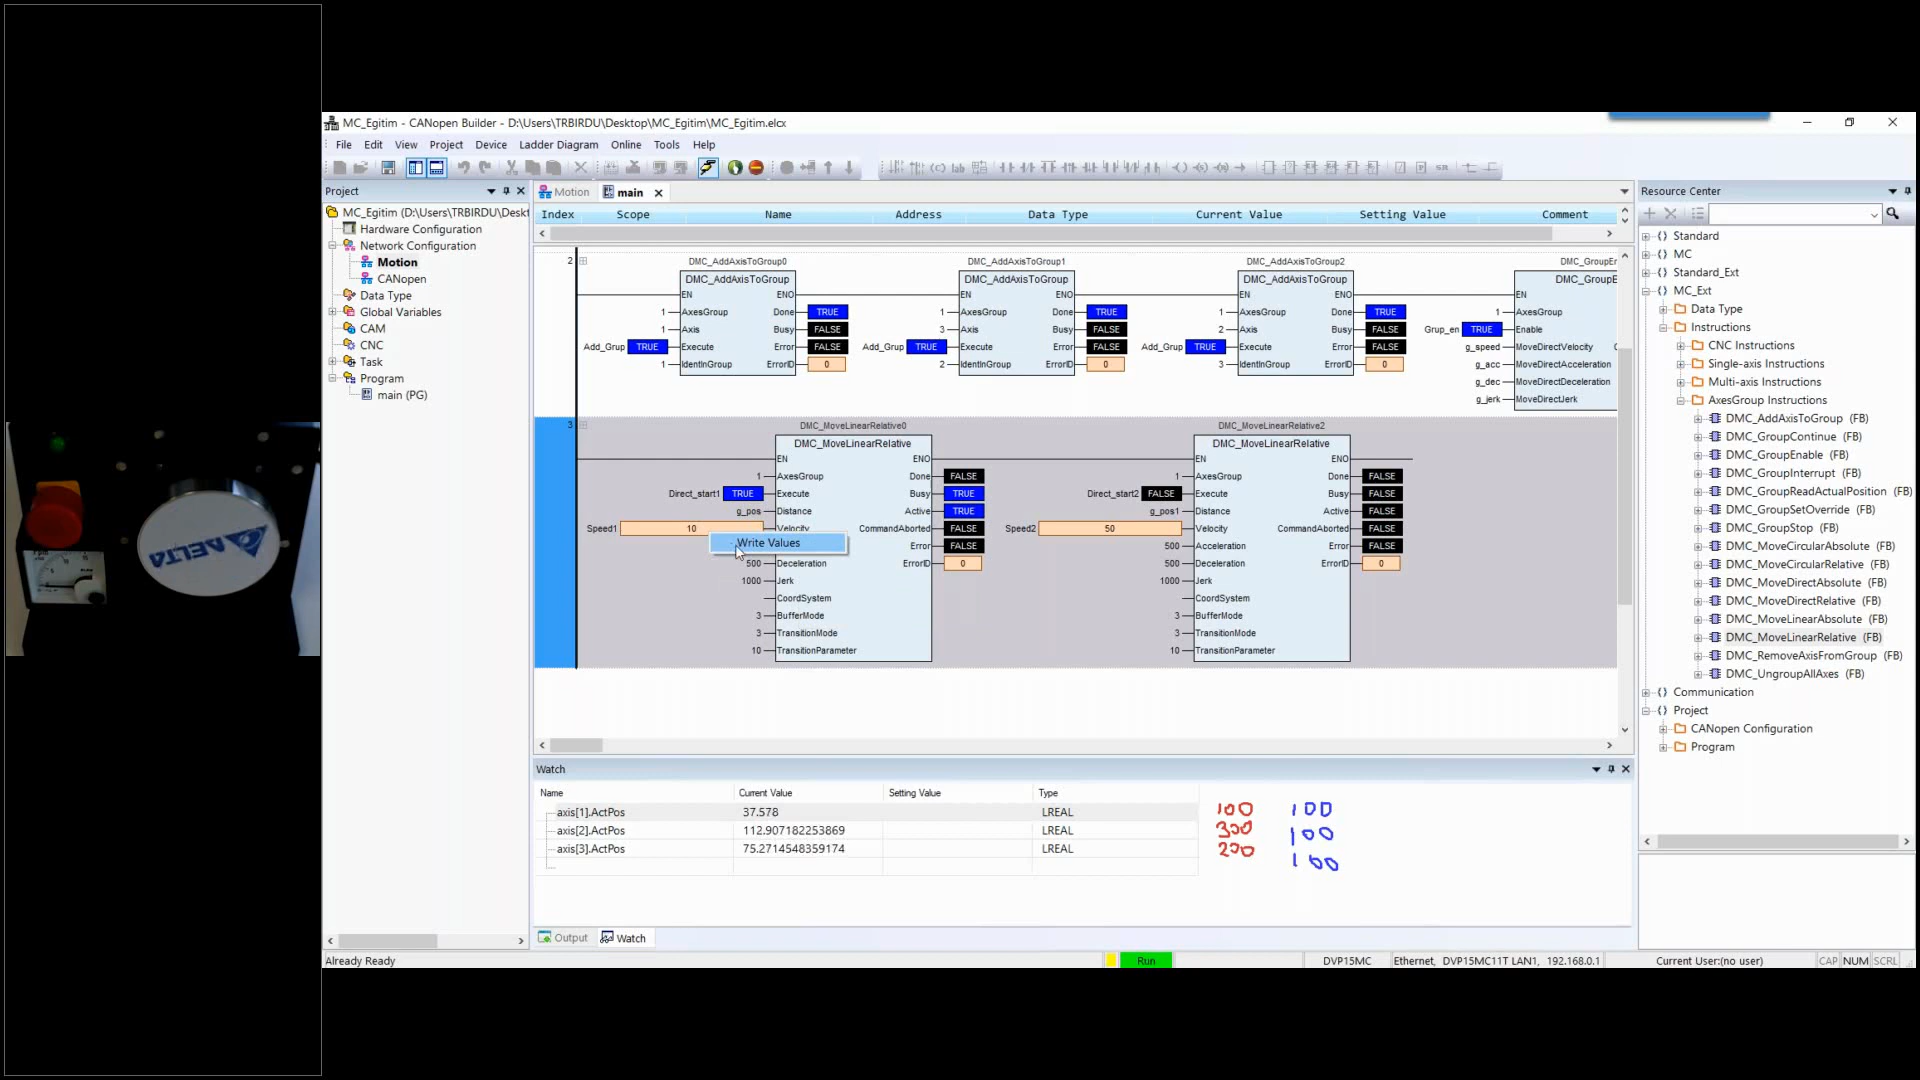 MC_Egitim - CANopen Builder - D:\Users\TRBIRDU\Desktop\MC_Egitim\MC_Egitim.elcx
File Edit View Project Device Ladder Diagram Online Tools Help
Project
MC_Egitim (D:\Users\TRBIRDU\Deskt
Hardware Configuration
Network Configuration
Motion
CANopen
Data Type
Global Variables
CAM
CNC
Task
Program
main (PG)
Motion main
Index Scope Name Address Data Type Current Value Setting Value Comment
2
DMC_AddAxisToGroup0 DMC_AddAxisToGroup1 DMC_AddAxisToGroup2 DMC_GroupEr
DMC_AddAxisToGroup DMC_AddAxisToGroup DMC_AddAxisToGroup DMC_GroupE
EN ENO EN ENO EN ENO EN
1 AxesGroup Done TRUE 1 AxesGroup Done TRUE 1 AxesGroup Done TRUE 1 AxesGroup
1 Axis Busy FALSE 3 Axis Busy FALSE 2 Axis Busy FALSE Grup_en TRUE Enable
Add_Grup TRUE Execute Error FALSE Add_Grup TRUE Execute Error FALSE Add_Grup TRUE Execute Error FALSE g_speed MoveDirectVelocity
1 IdentInGroup ErrorID 0 2 IdentInGroup ErrorID 0 3 IdentInGroup ErrorID 0 g_acc MoveDirectAcceleration
g_dec MoveDirectDeceleration
g_jerk MoveDirectJerk
3
DMC_MoveLinearRelative0 DMC_MoveLinearRelative2
DMC_MoveLinearRelative DMC_MoveLinearRelative
EN ENO EN ENO
1 AxesGroup Done FALSE 1 AxesGroup Done FALSE
Direct_start1 TRUE Execute Busy TRUE Direct_start2 FALSE Execute Busy FALSE
g_pos Distance Active TRUE g_pos1 Distance Active FALSE
Speed1 10 Velocity CommandAborted FALSE Speed2 50 Velocity CommandAborted FALSE
Write Values Error FALSE 500 Acceleration Error FALSE
500 Deceleration ErrorID 0 500 Deceleration ErrorID 0
1000 Jerk 1000 Jerk
CoordSystem CoordSystem
3 BufferMode 3 BufferMode
3 TransitionMode 3 TransitionMode
10 TransitionParameter 10 TransitionParameter
Watch
Name Current Value Setting Value Type
axis[1].ActPos 37.578 LREAL 100 100
axis[2].ActPos 112.907182253869 LREAL 300 100
axis[3].ActPos 75.2714548359174 LREAL 200 100
Output Watch
Resource Center
Standard
MC
Standard_Ext
MC_Ext
Data Type
Instructions
CNC Instructions
Single-axis Instructions
Multi-axis Instructions
AxesGroup Instructions
DMC_AddAxisToGroup (FB)
DMC_GroupContinue (FB)
DMC_GroupEnable (FB)
DMC_GroupInterrupt (FB)
DMC_GroupReadActualPosition (FB)
DMC_GroupSetOverride (FB)
DMC_GroupStop (FB)
DMC_MoveCircularAbsolute (FB)
DMC_MoveCircularRelative (FB)
DMC_MoveDirectAbsolute (FB)
DMC_MoveDirectRelative (FB)
DMC_MoveLinearAbsolute (FB)
DMC_MoveLinearRelative (FB)
DMC_RemoveAxisFromGroup (FB)
DMC_UngroupAllAxes (FB)
Communication
Project
CANopen Configuration
Program
Already Ready Run DVP15MC Ethernet, DVP15MC11T LAN1, 192.168.0.1 Current User:(no user) CAP NUM SCRL
DELTA